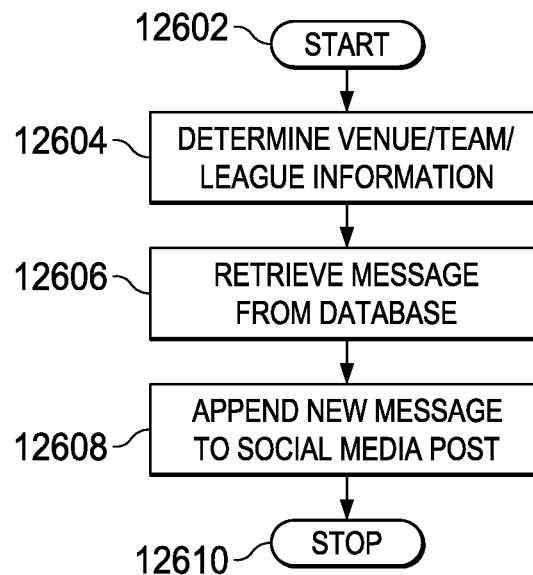 12602
START
12604
DETERMINE VENUE/TEAM/
LEAGUE INFORMATION
12606
RETRIEVE MESSAGE
FROM DATABASE
12608
APPEND NEW MESSAGE
TO SOCIAL MEDIA POST
12610
STOP